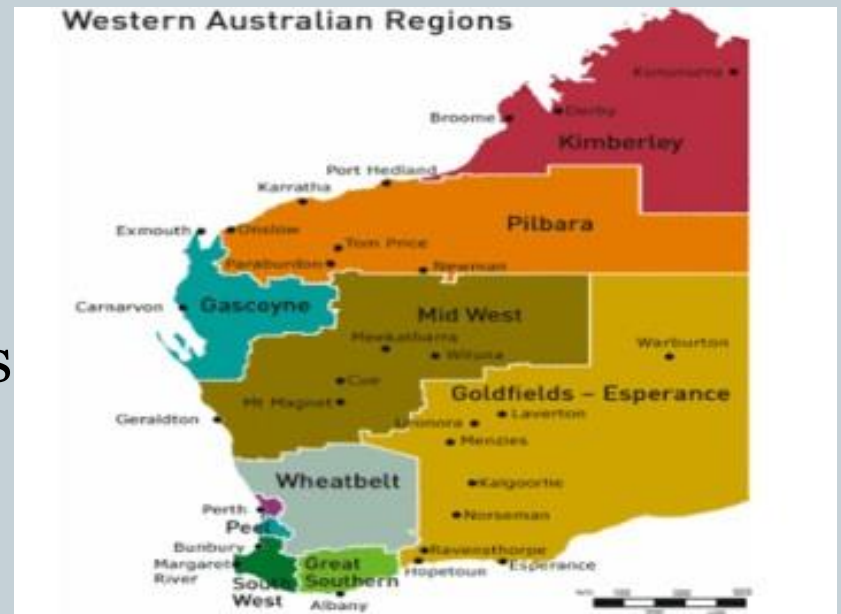 Western Australian Regions
Kununurra
Derby
Broome
Kimberley
Port Hedland
Karratha
Pilbara
Exmouth
Onslow
Tom Price
Paraburdoo
Newman
Carnarvon
Gascoyne
Mid West
Meekatharra
Wiluna
Warburton
Cue
Goldfields – Esperance
Mt Magnet
Laverton
Geraldton
Leonora
Menzies
Wheatbelt
Kalgoorlie
Perth
Norseman
Peel
Bunbury
Ravensthorpe
Margaret
River
Great
Southern
Hopetoun
Esperance
South
West
Albany
s